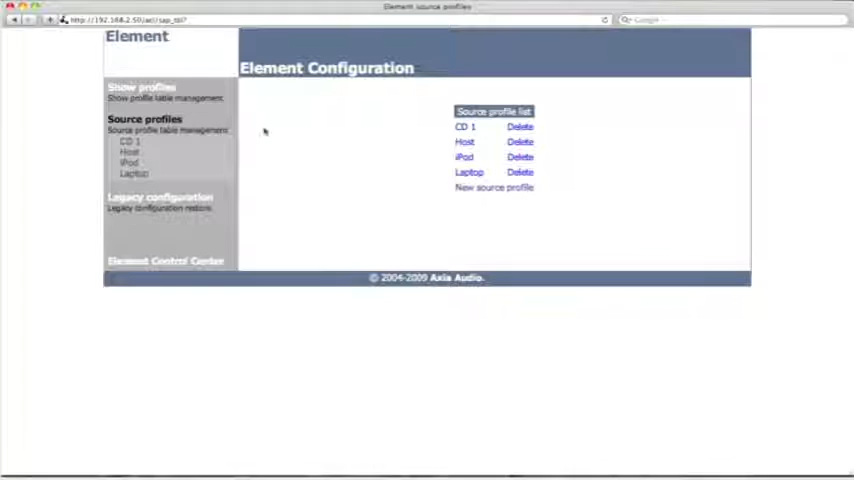 Element source profiles
Google
Element
Element Configuration
Show profiles
Show profile table management
Source profiles
Source profile table management
CD 1
Host
iPod
Laptop
Legacy configuration
Legacy configuration restore
Element Control Center
Source profile list
CD 1 Delete
Host Delete
iPod Delete
Laptop Delete
New source profile
© 2004-2009 Axia Audio.